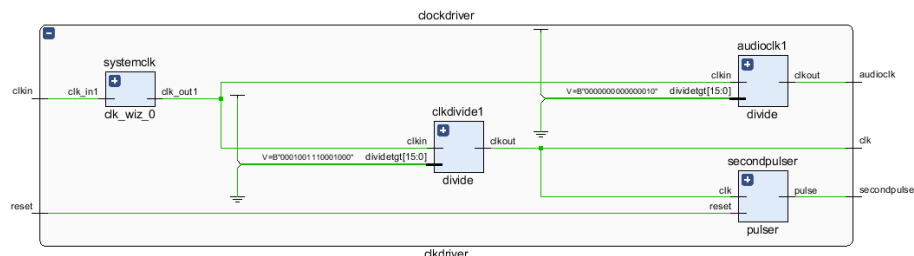 clockdriver
systemclk
clkin
clk_in1
clk_out1
clk_wiz_0
audioclk1
clkin
clkout
audioclk
V=B"0000000000000010"
dividetgt[15:0]
divide
clkdivide1
clkin
clkout
clk
V=B"0001001110001000"
dividetgt[15:0]
divide
secondpulser
clk
pulse
secondpulse
reset
reset
pulser
clkdriver